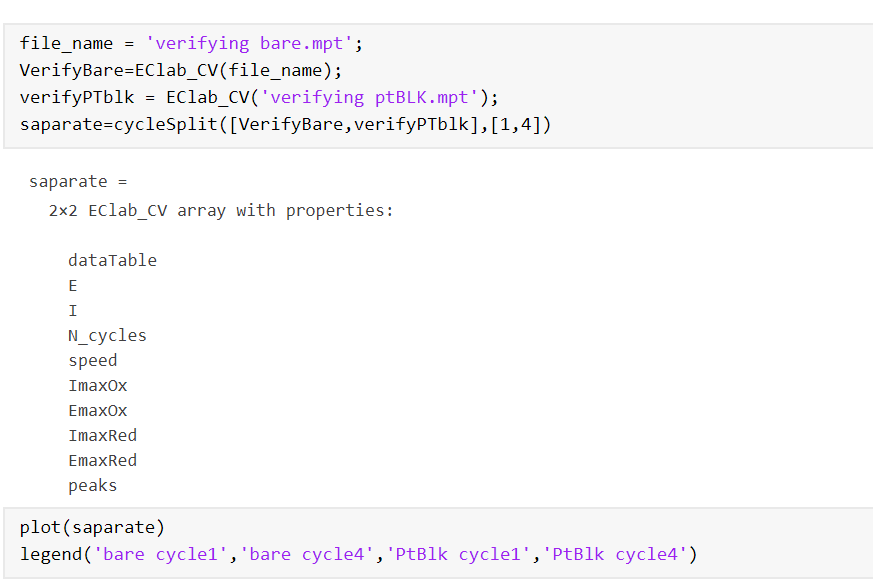 file_name = 'verifying bare.mpt';
VerifyBare=EClab_CV(file_name);
verifyPTblk = EClab_CV('verifying ptBLK.mpt');
saparate=cycleSplit([VerifyBare,verifyPTblk],[1,4])
saparate =
2×2 EClab_CV array with properties:
dataTable
E
I
N_cycles
speed
ImaxOx
EmaxOx
ImaxRed
EmaxRed
peaks
plot(saparate)
legend('bare cycle1','bare cycle4','PtBlk cycle1','PtBlk cycle4')